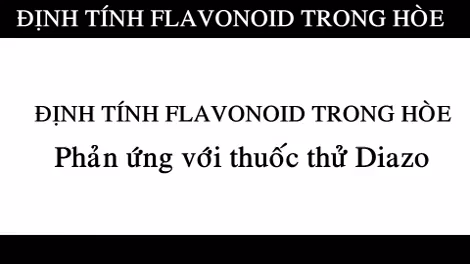 ĐỊNH TÍNH FLAVONOID TRONG HÒE
ĐỊNH TÍNH FLAVONOID TRONG HÒE
Phản ứng với thuốc thử Diazo